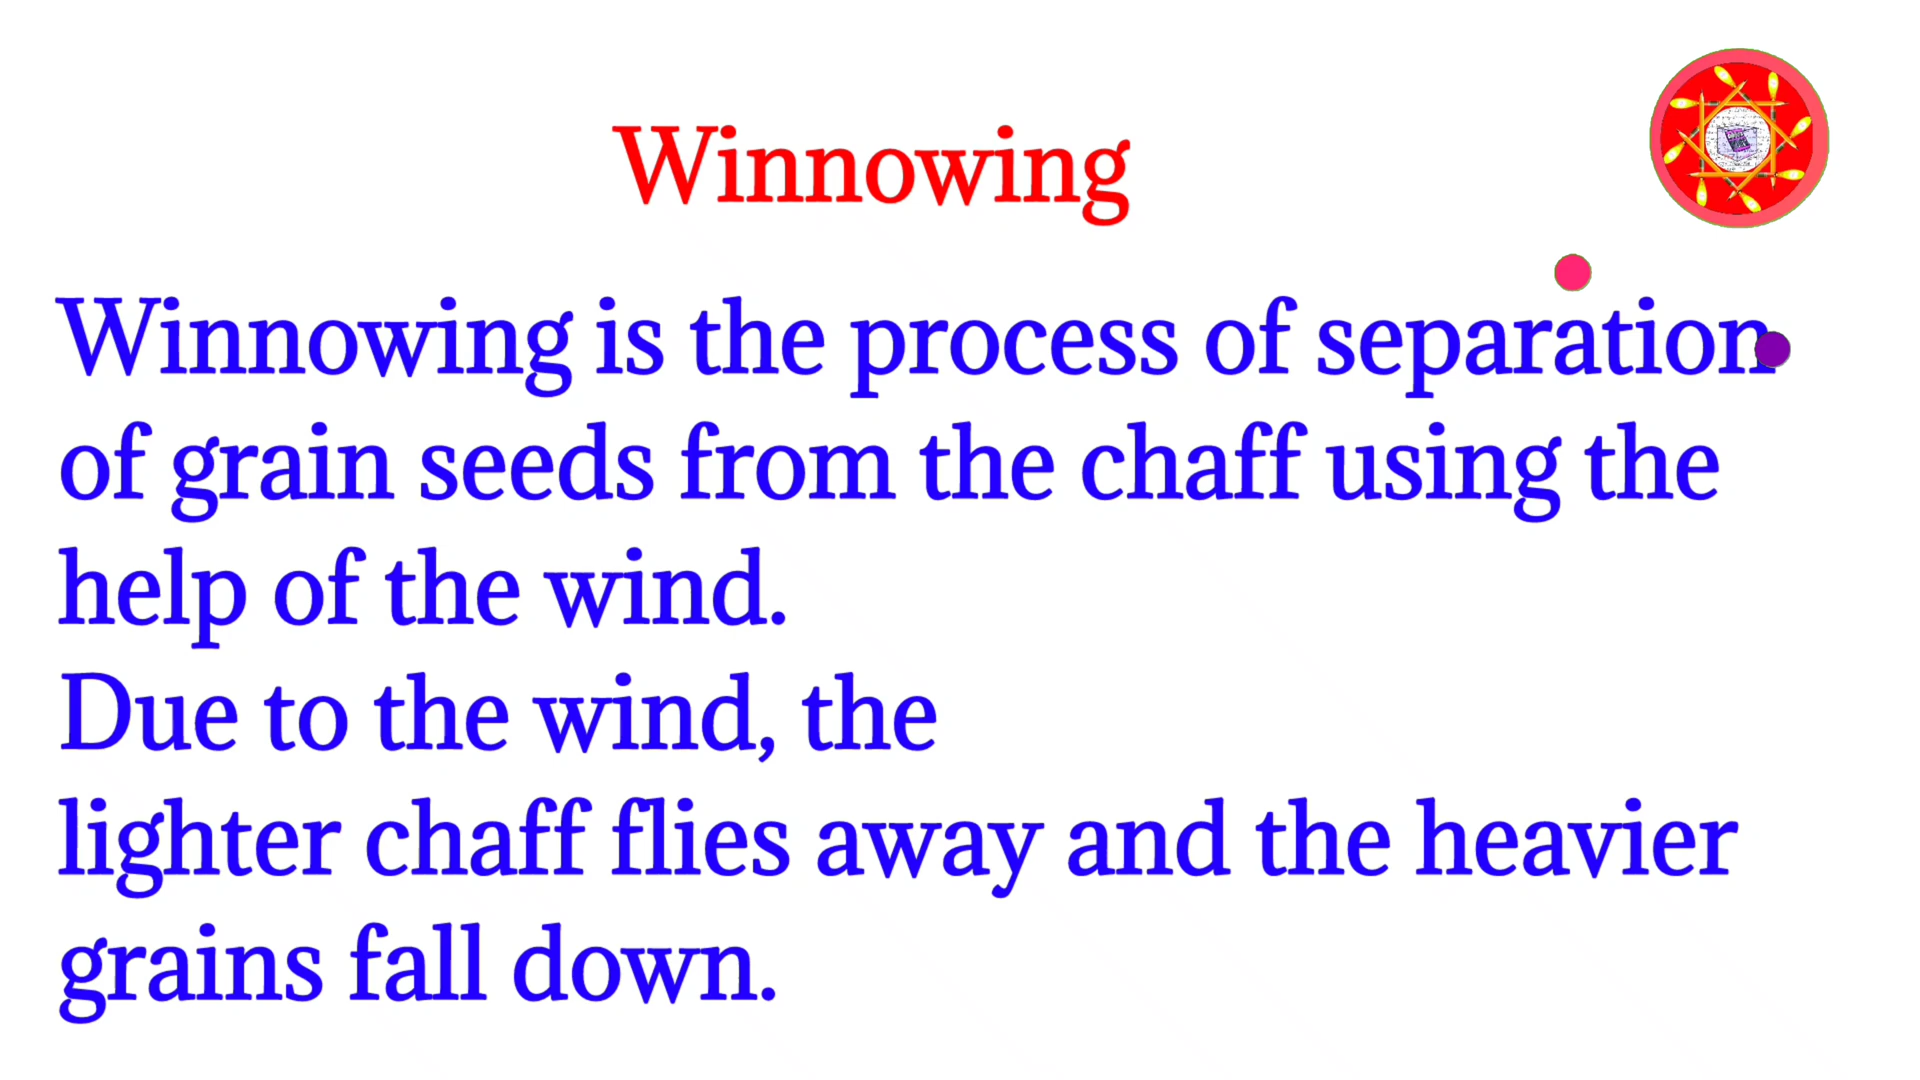 Winnowing
Winnowing is the process of separation
of grain seeds from the chaff using the
help of the wind.
Due to the wind, the
lighter chaff flies away and the heavier
grains fall down.